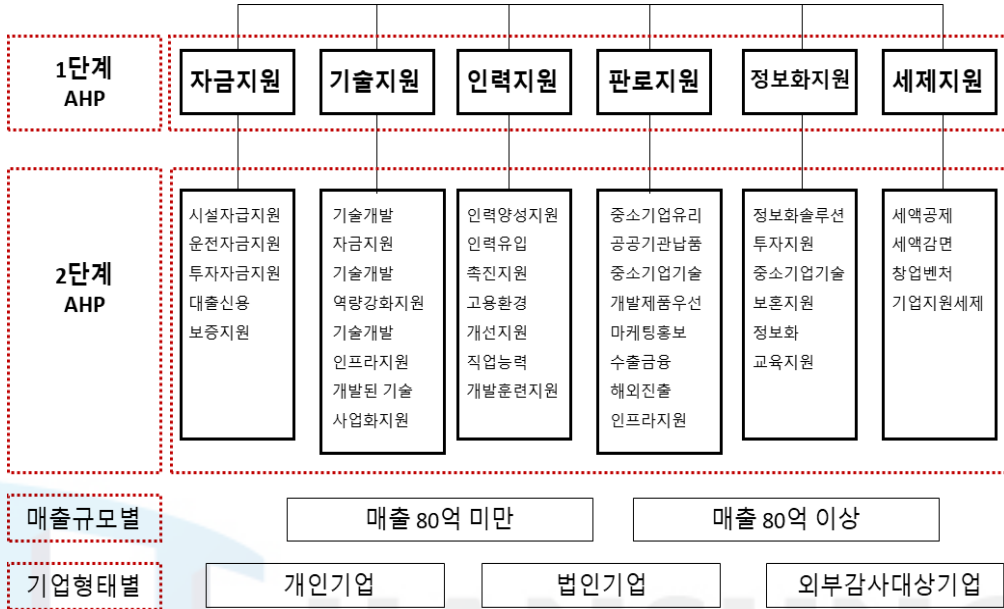 1단계
AHP
자금지원
기술지원
인력지원
판로지원
정보화지원
세제지원
2단계
AHP
시설자급지원
운전자금지원
투자자금지원
대출신용
보증지원
기술개발
자금지원
기술개발
역량강화지원
기술개발
인프라지원
개발된 기술
사업화지원
인력양성지원
인력유입
촉진지원
고용환경
개선지원
직업능력
개발훈련지원
중소기업유리
공공기관납품
중소기업기술
개발제품우선
마케팅홍보
수출금융
해외진출
인프라지원
정보화솔루션
투자지원
중소기업기술
보혼지원
정보화
교육지원
세액공제
세액감면
창업벤처
기업지원세제
매출규모별
매출 80억 미만
매출 80억 이상
기업형태별
개인기업
법인기업
외부감사대상기업